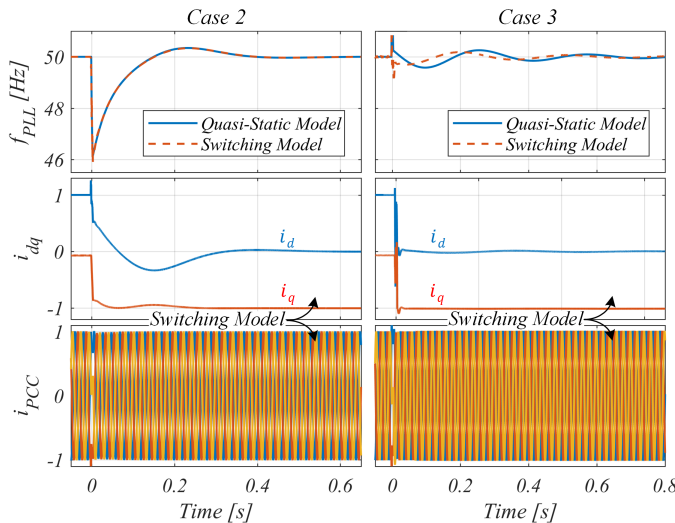 Case 2
Case 3
f_PLL [Hz]
50
48
46
Quasi-Static Model
Switching Model
Quasi-Static Model
Switching Model
i_dq
1
0
-1
i_d
i_q
Switching Model
i_d
i_q
Switching Model
i_PCC
1
0
-1
0
0.2
0.4
0.6
0
0.2
0.4
0.6
0.8
Time [s]
Time [s]